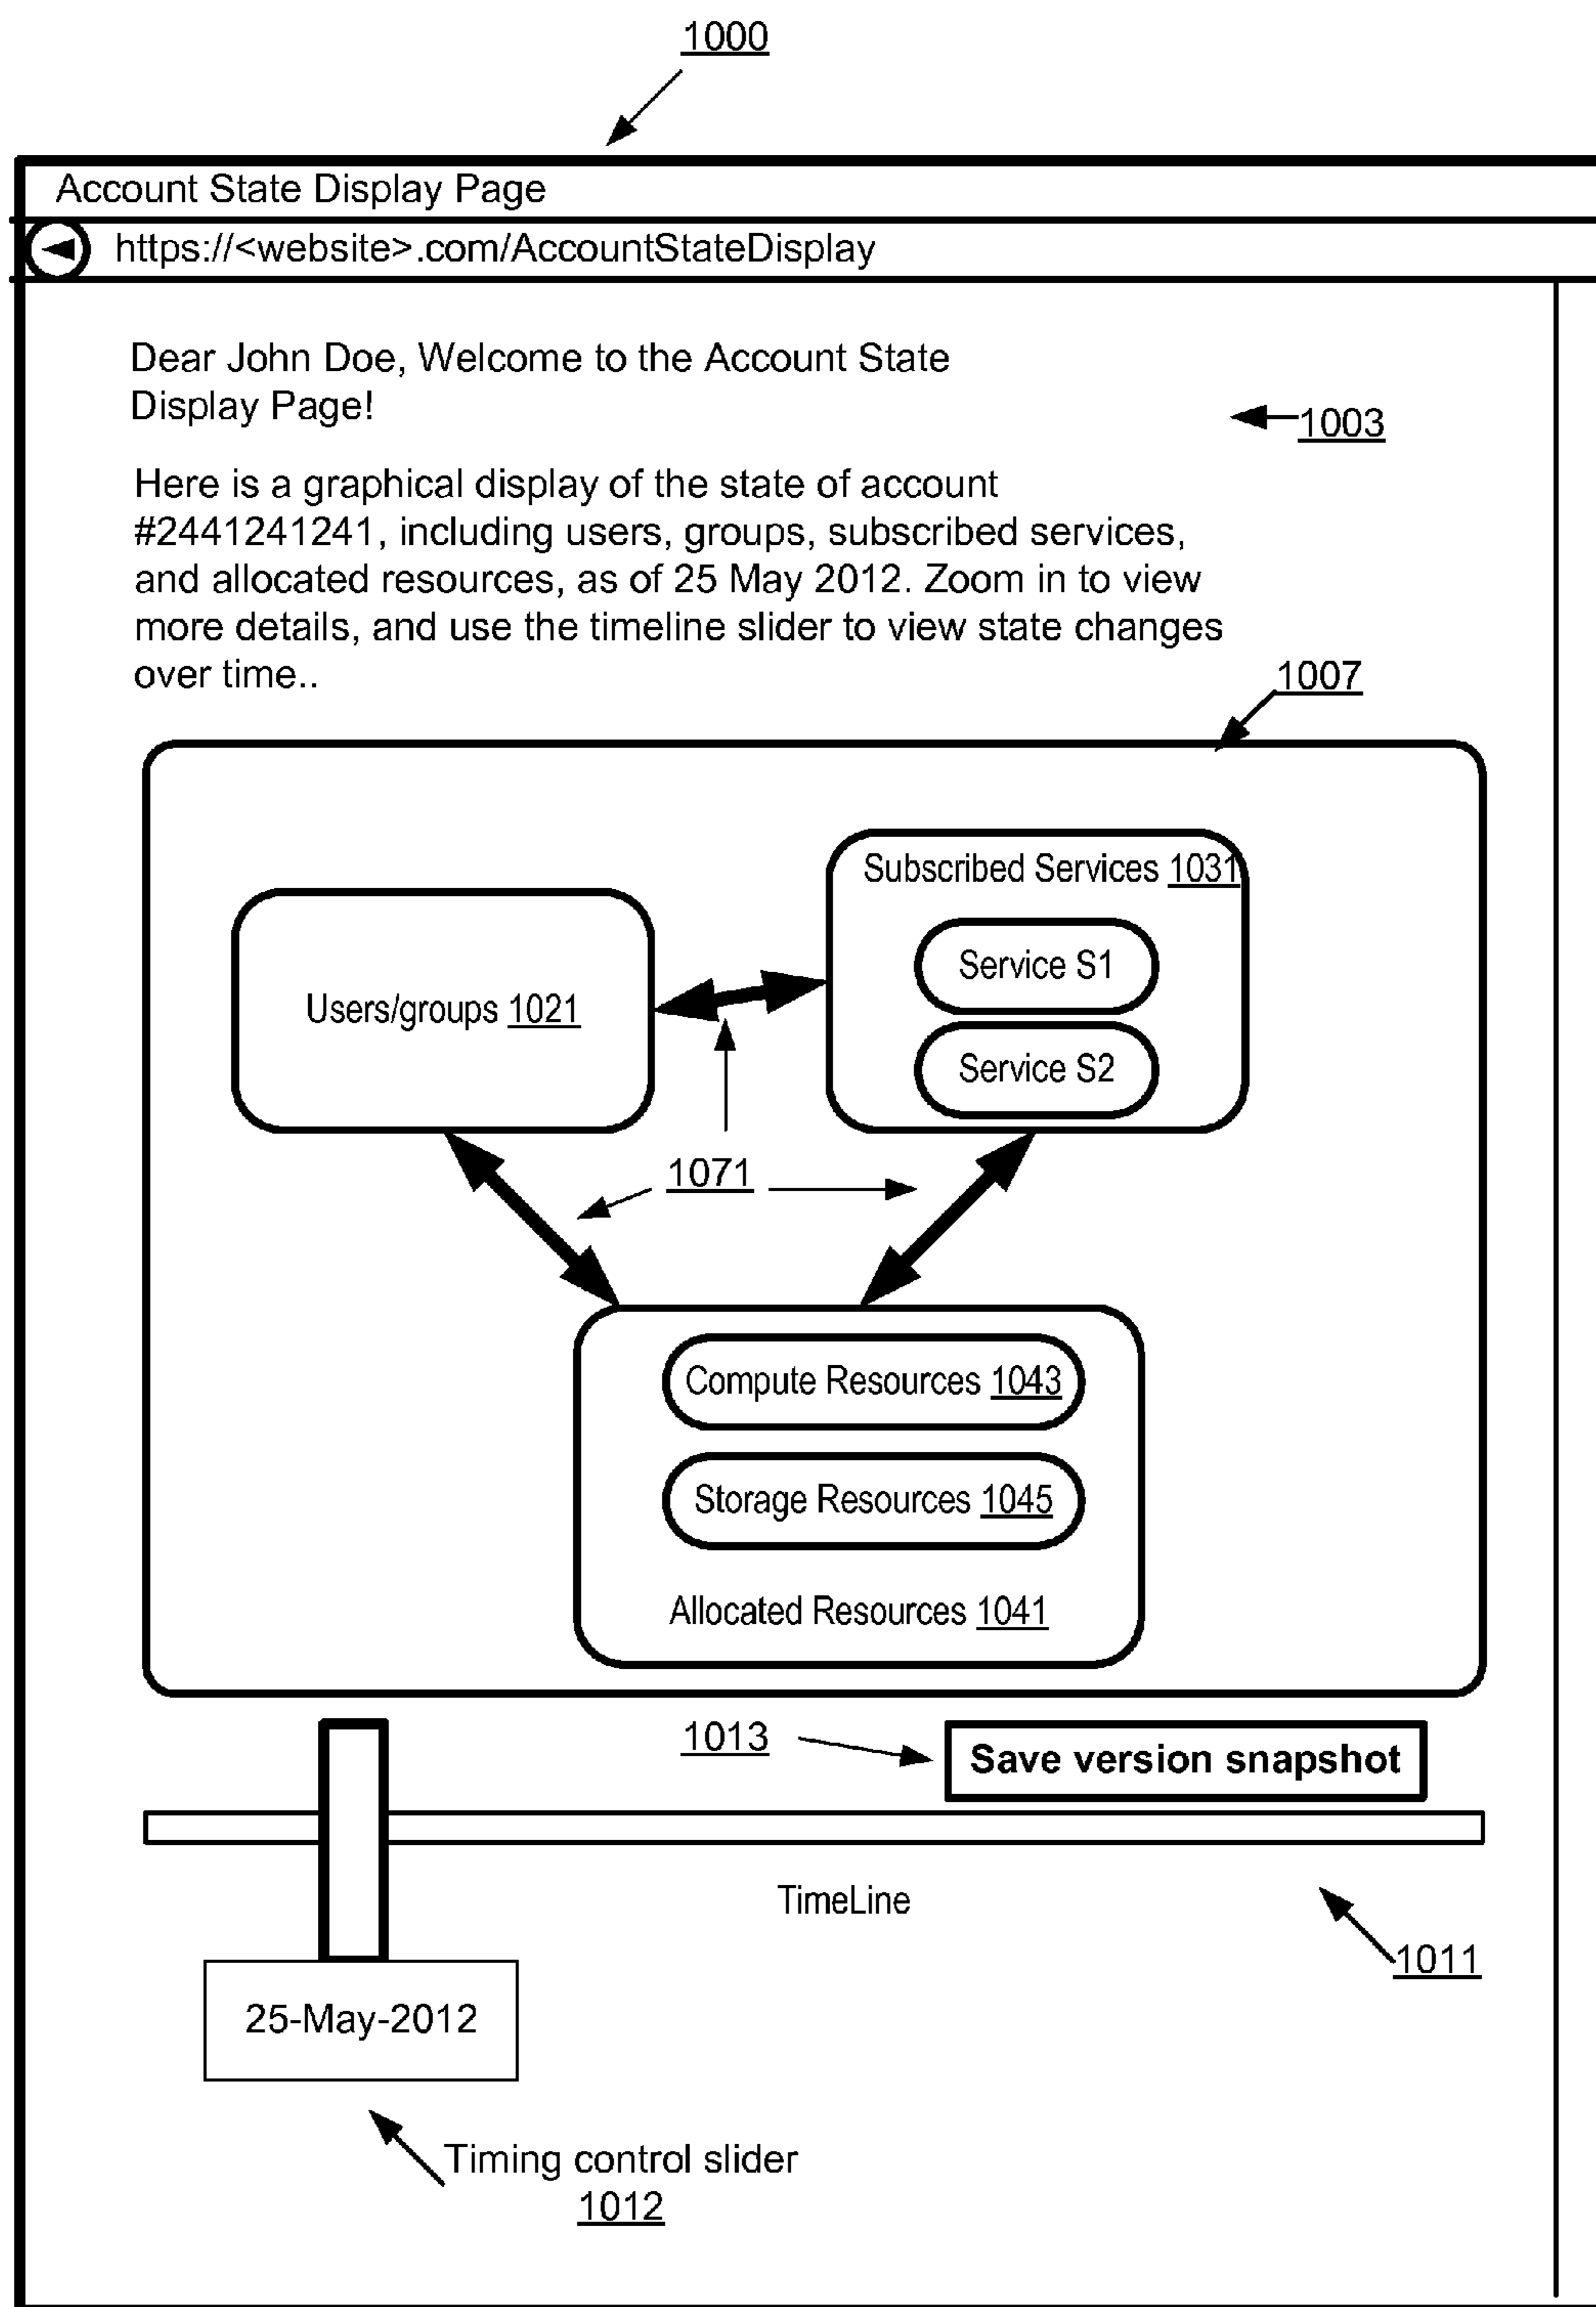 1000
Account State Display Page
https://<website>.com/AccountStateDisplay
Dear John Doe, Welcome to the Account State
Display Page!
1003
Here is a graphical display of the state of account
#2441241241, including users, groups, subscribed services,
and allocated resources, as of 25 May 2012. Zoom in to view
more details, and use the timeline slider to view state changes
over time..
1007
Subscribed Services 1031
Service S1
Users/groups 1021
Service S2
1071
Compute Resources 1043
Storage Resources 1045
Allocated Resources 1041
1013
Save version snapshot
TimeLine
1011
25-May-2012
Timing control slider
1012